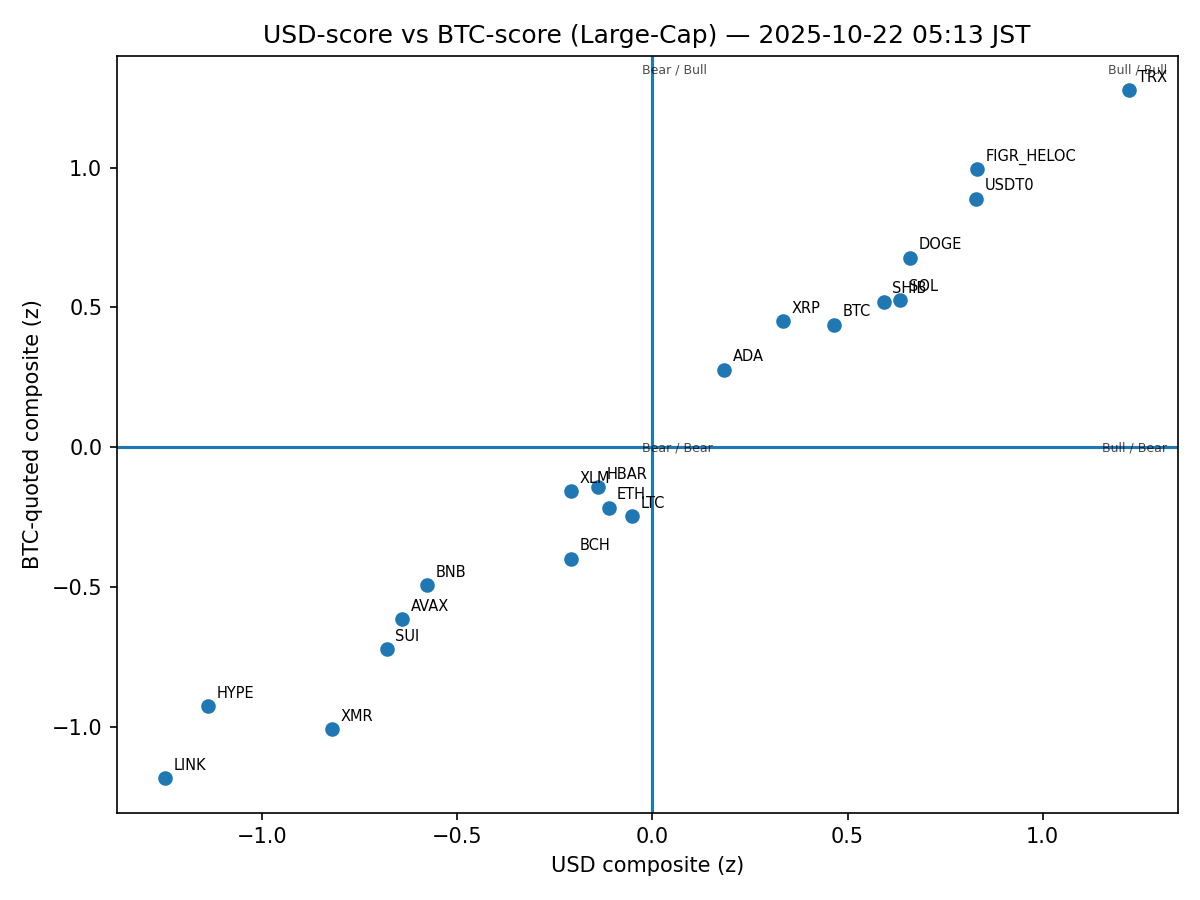 USD-score vs BTC-score (Large-Cap) — 2025-10-22 05:13 JST
Bear / Bull
Bull / Bull
TRX
FIGR_HELOC
USDT0
DOGE
SHIB
SOL
XRP
BTC
ADA
Bear / Bear
Bull / Bear
XLM
HBAR
ETH
LTC
BCH
BNB
AVAX
SUI
HYPE
XMR
LINK
1.0
0.5
0.0
−0.5
−1.0
BTC-quoted composite (z)
−1.0
−0.5
0.0
0.5
1.0
USD composite (z)